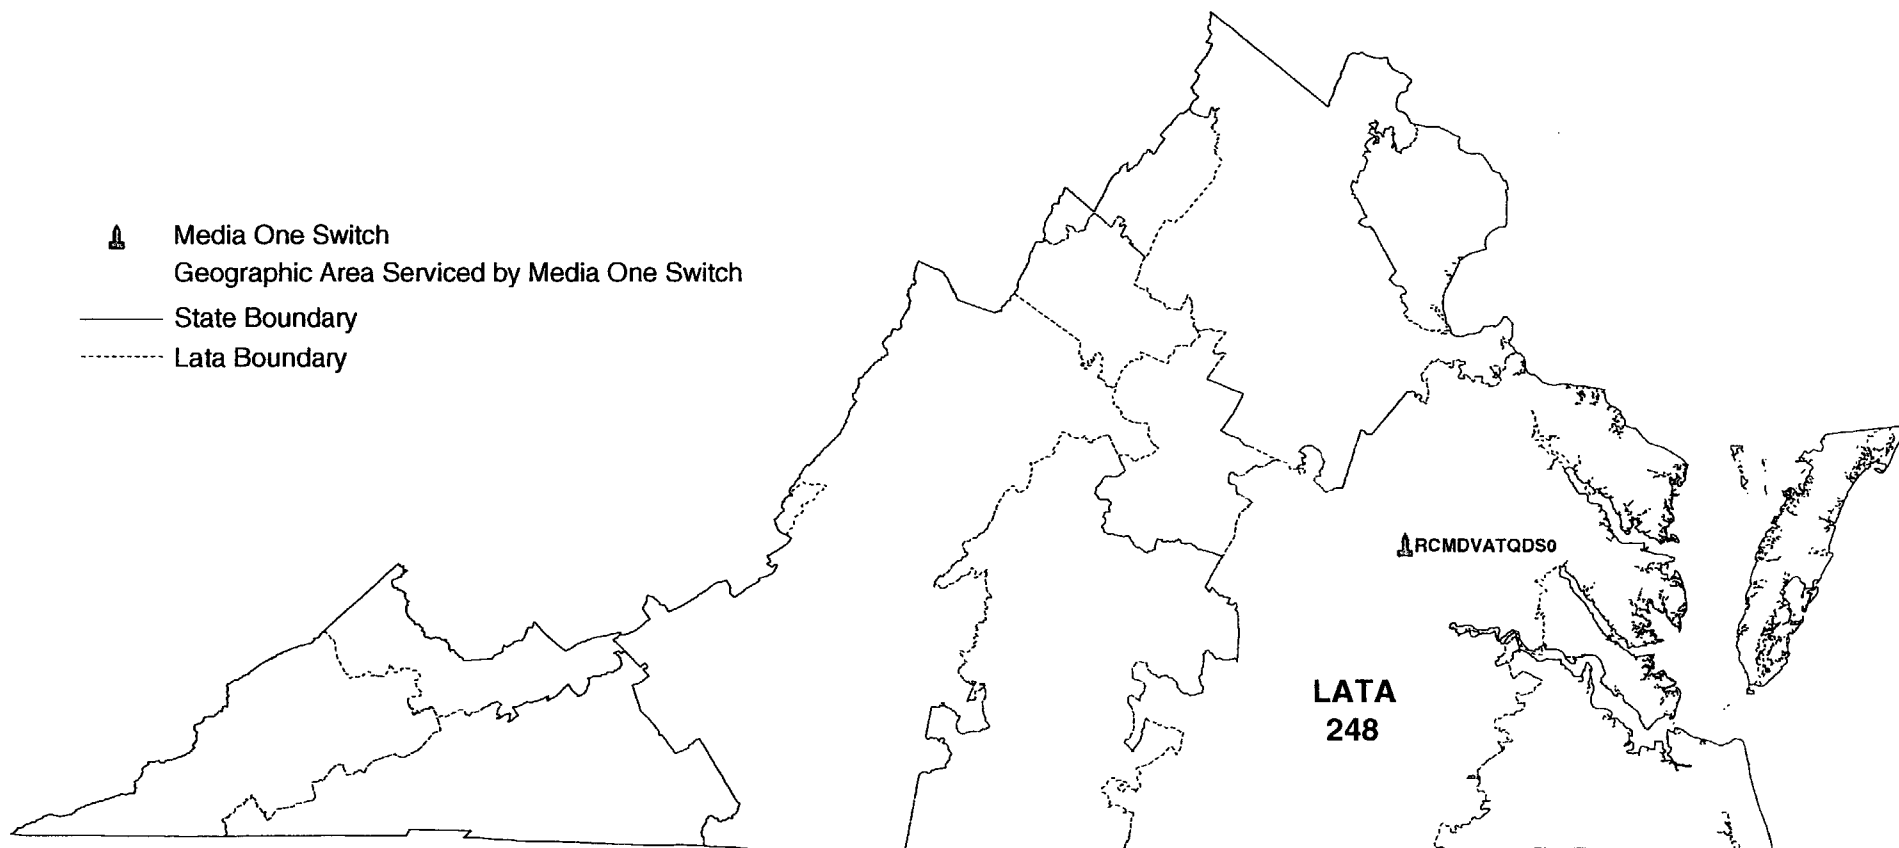 Media One Switch
Geographic Area Serviced by Media One Switch
State Boundary
Lata Boundary
RCMDVATQDS0
LATA
248